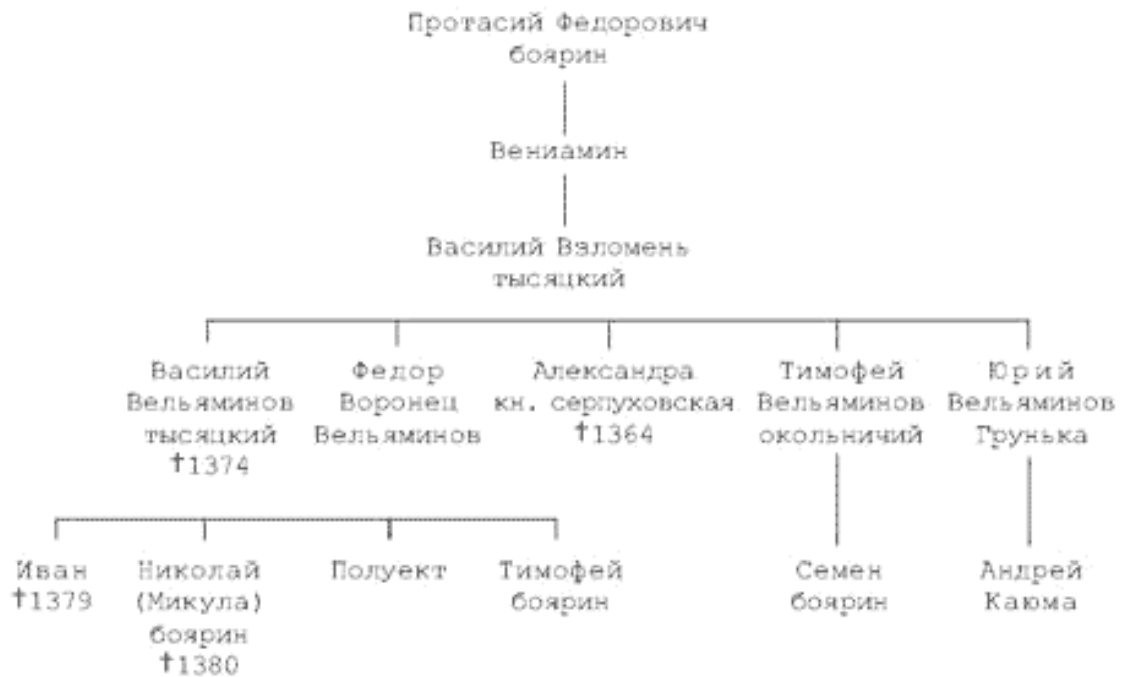 Протасий Федорович
боярин
Вениамин
Василий Взломень
тысяцкий
Василий
Вельяминов
тысяцкий
†1374
Федор
Воронец
Вельяминов
Александра
кн. серпуховская
†1364
Тимофей
Вельяминов
окольничий
Юрий
Вельяминов
Грунька
Иван
†1379
Николай
(Микула)
боярин
†1380
Полуект
Тимофей
боярин
Семен
боярин
Андрей
Каюма